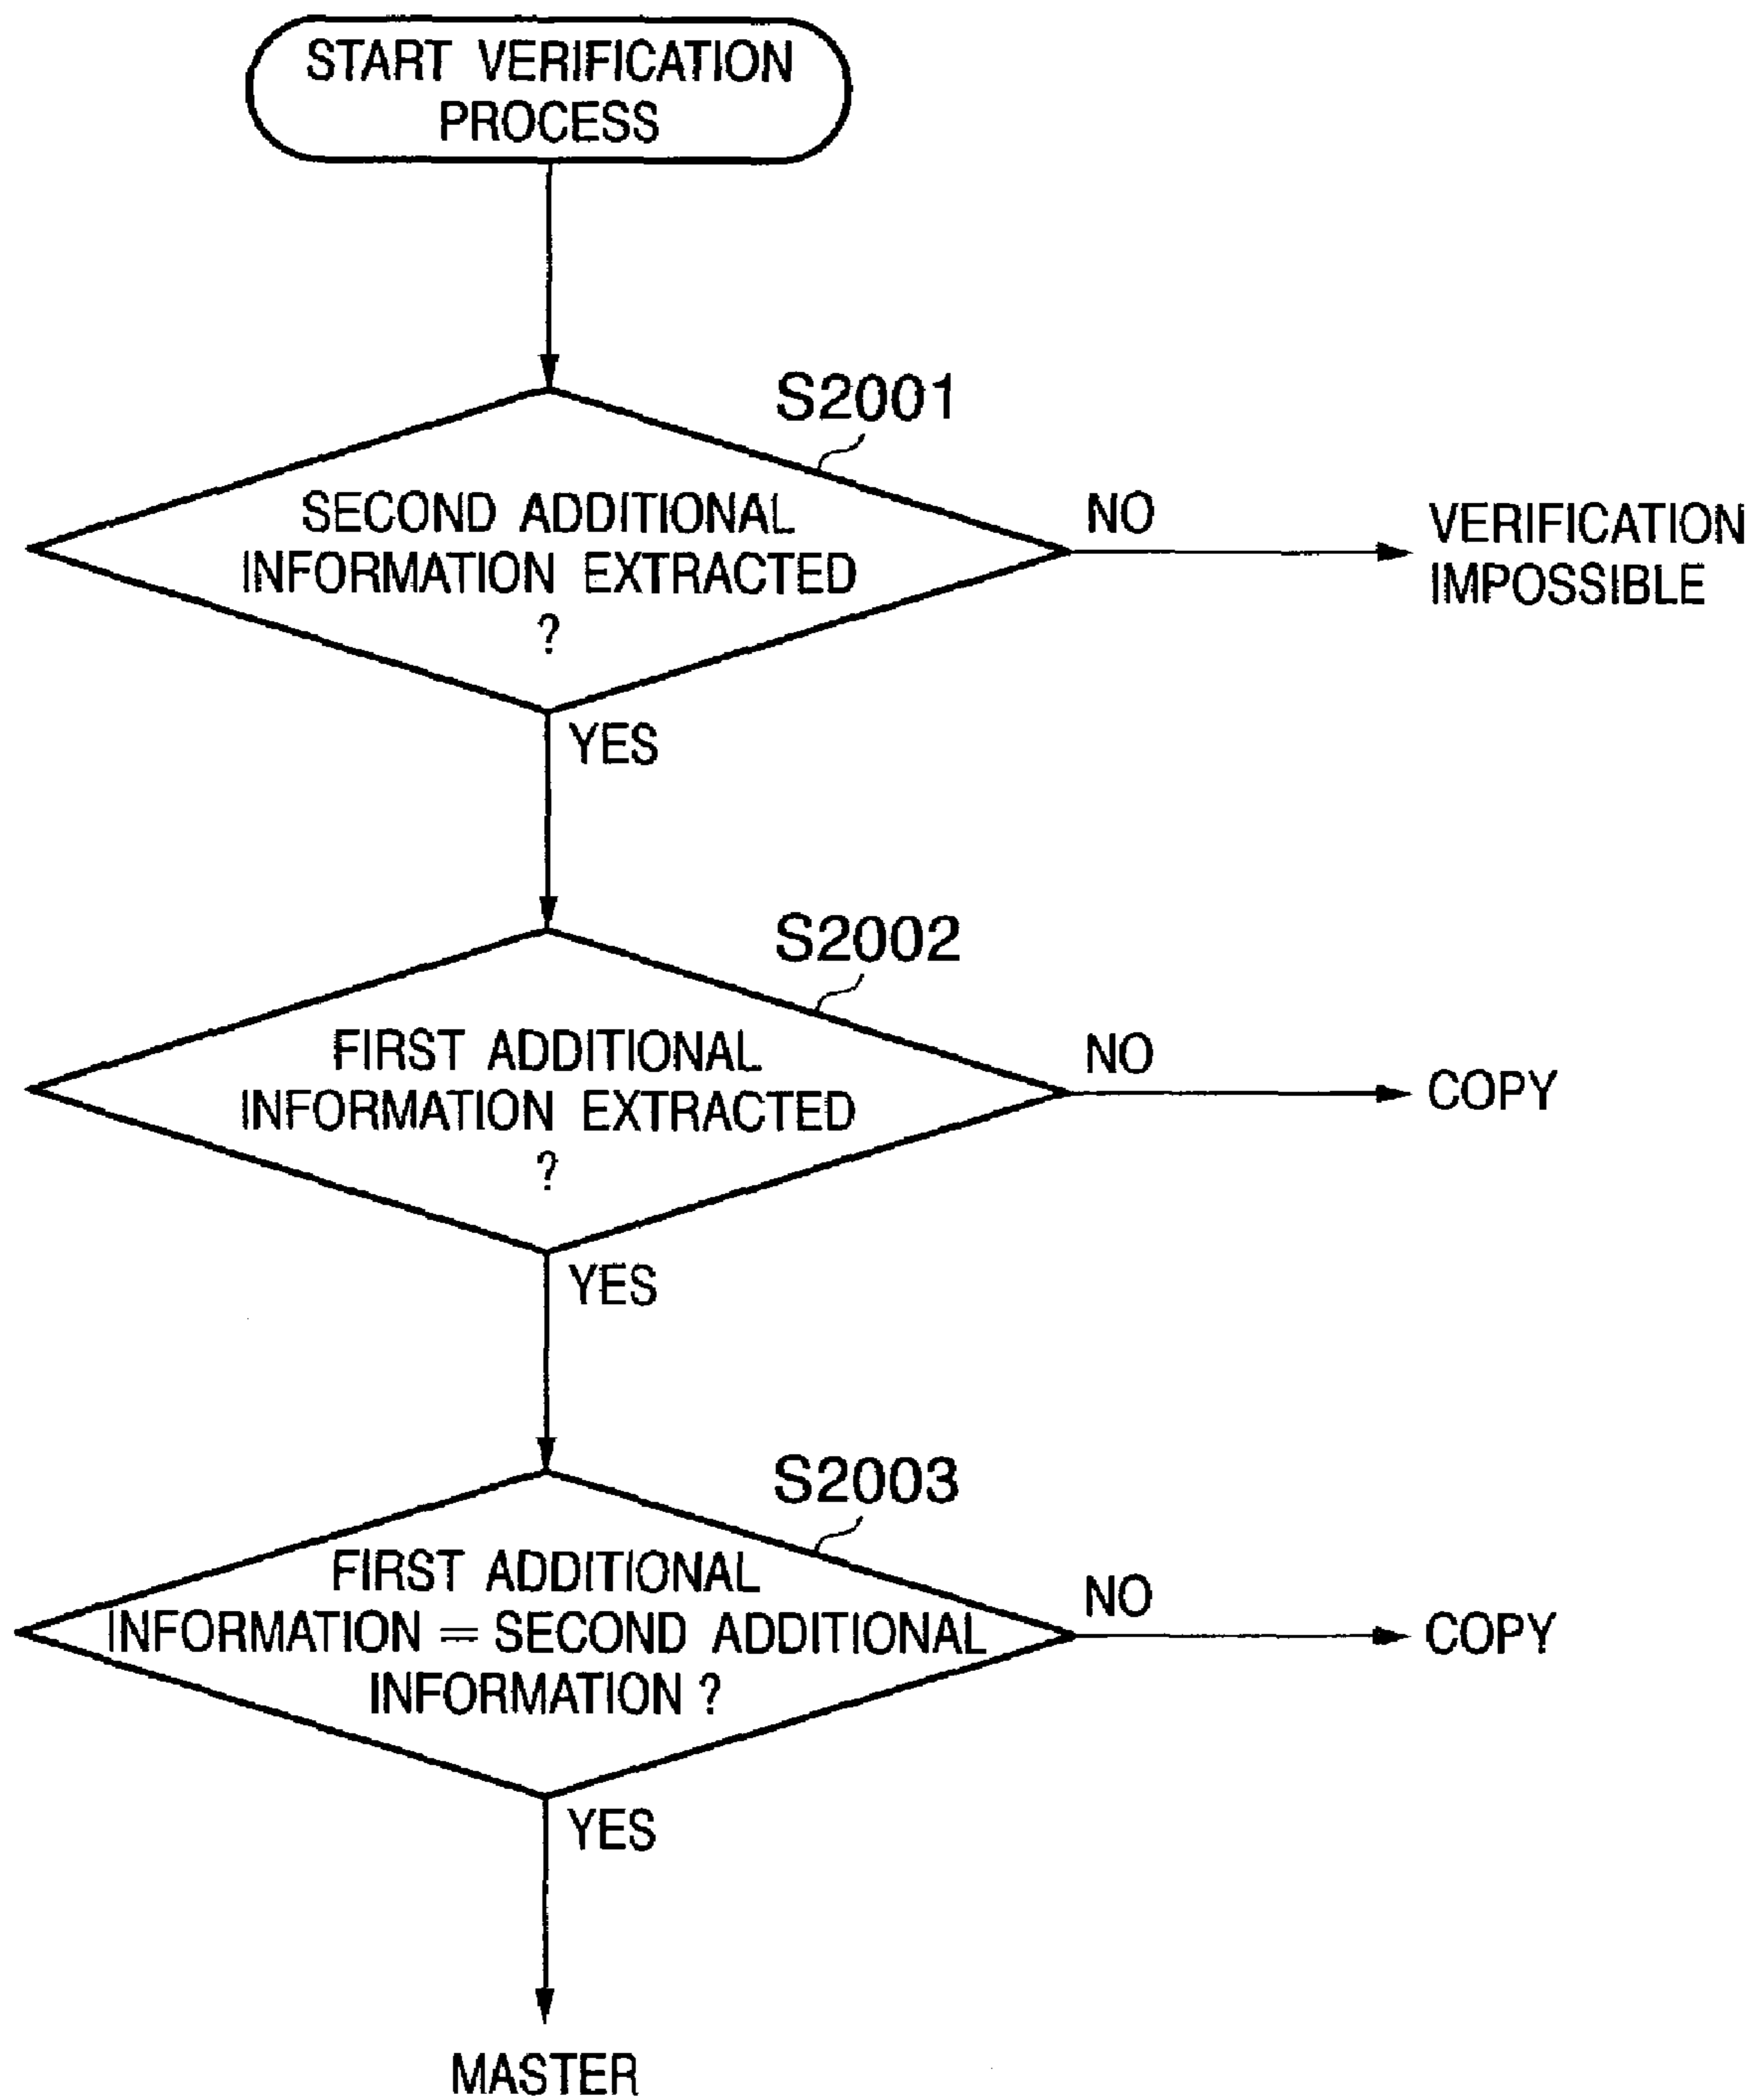 START VERIFICATION
PROCESS
S2001
SECOND ADDITIONAL
INFORMATION EXTRACTED
?
NO
VERIFICATION
IMPOSSIBLE
YES
S2002
FIRST ADDITIONAL
INFORMATION EXTRACTED
?
NO
COPY
YES
S2003
FIRST ADDITIONAL
INFORMATION = SECOND ADDITIONAL
INFORMATION ?
NO
COPY
YES
MASTER